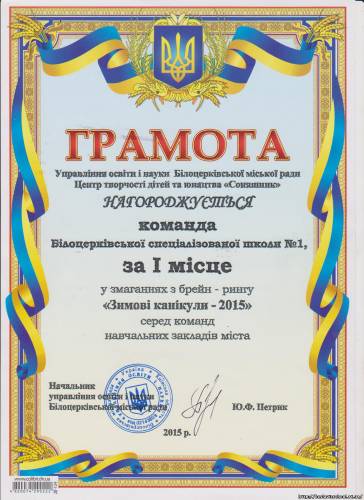 ГРАМОТА
Управління освіти і науки Білоцерківської міської ради
Центр творчості дітей та юнацтва «Соняшник»
НАГОРОДЖУЄТЬСЯ
команда
Білоцерківської спеціалізованої школи №1,
за І місце
у змаганнях з брейн - рингу
«Зимові канікули - 2015»
серед команд
навчальних закладів міста
Начальник
управління освіти і науки
Білоцерківської міської ради
Ю.Ф. Петрик
2015 р.